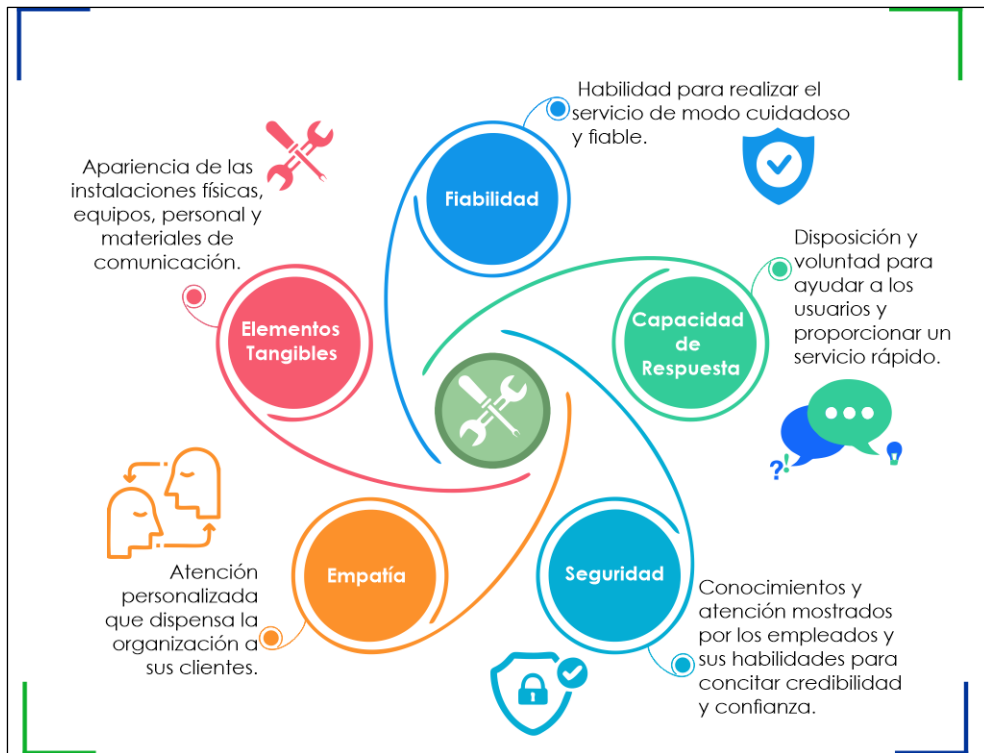 Habilidad para realizar el
servicio de modo cuidadoso
y fiable.
Fiabilidad
Apariencia de las
instalaciones físicas,
equipos, personal y
materiales de
comunicación.
Elementos
Tangibles
Disposición y
voluntad para
ayudar a los
usuarios y
proporcionar un
servicio rápido.
Capacidad
de
Respuesta
?!
Empatía
Atención
personalizada
que dispensa la
organización a
sus clientes.
Seguridad
Conocimientos y
atención mostrados
por los empleados y
sus habilidades para
concitar credibilidad
y confianza.